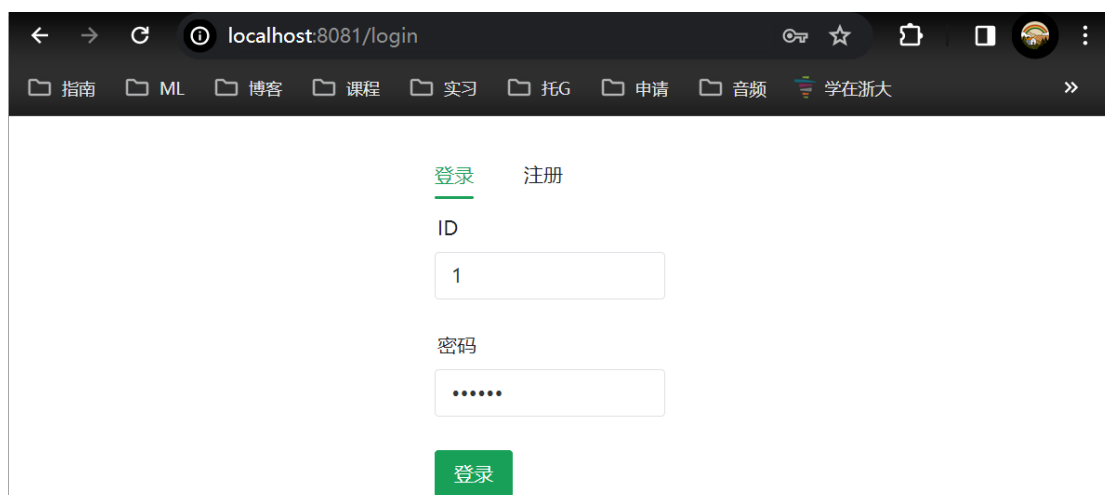 localhost:8081/login
指南 ML 博客 课程 实习 托G 申请 音频 学在浙大
登录 注册
ID
1
密码
••••••
登录